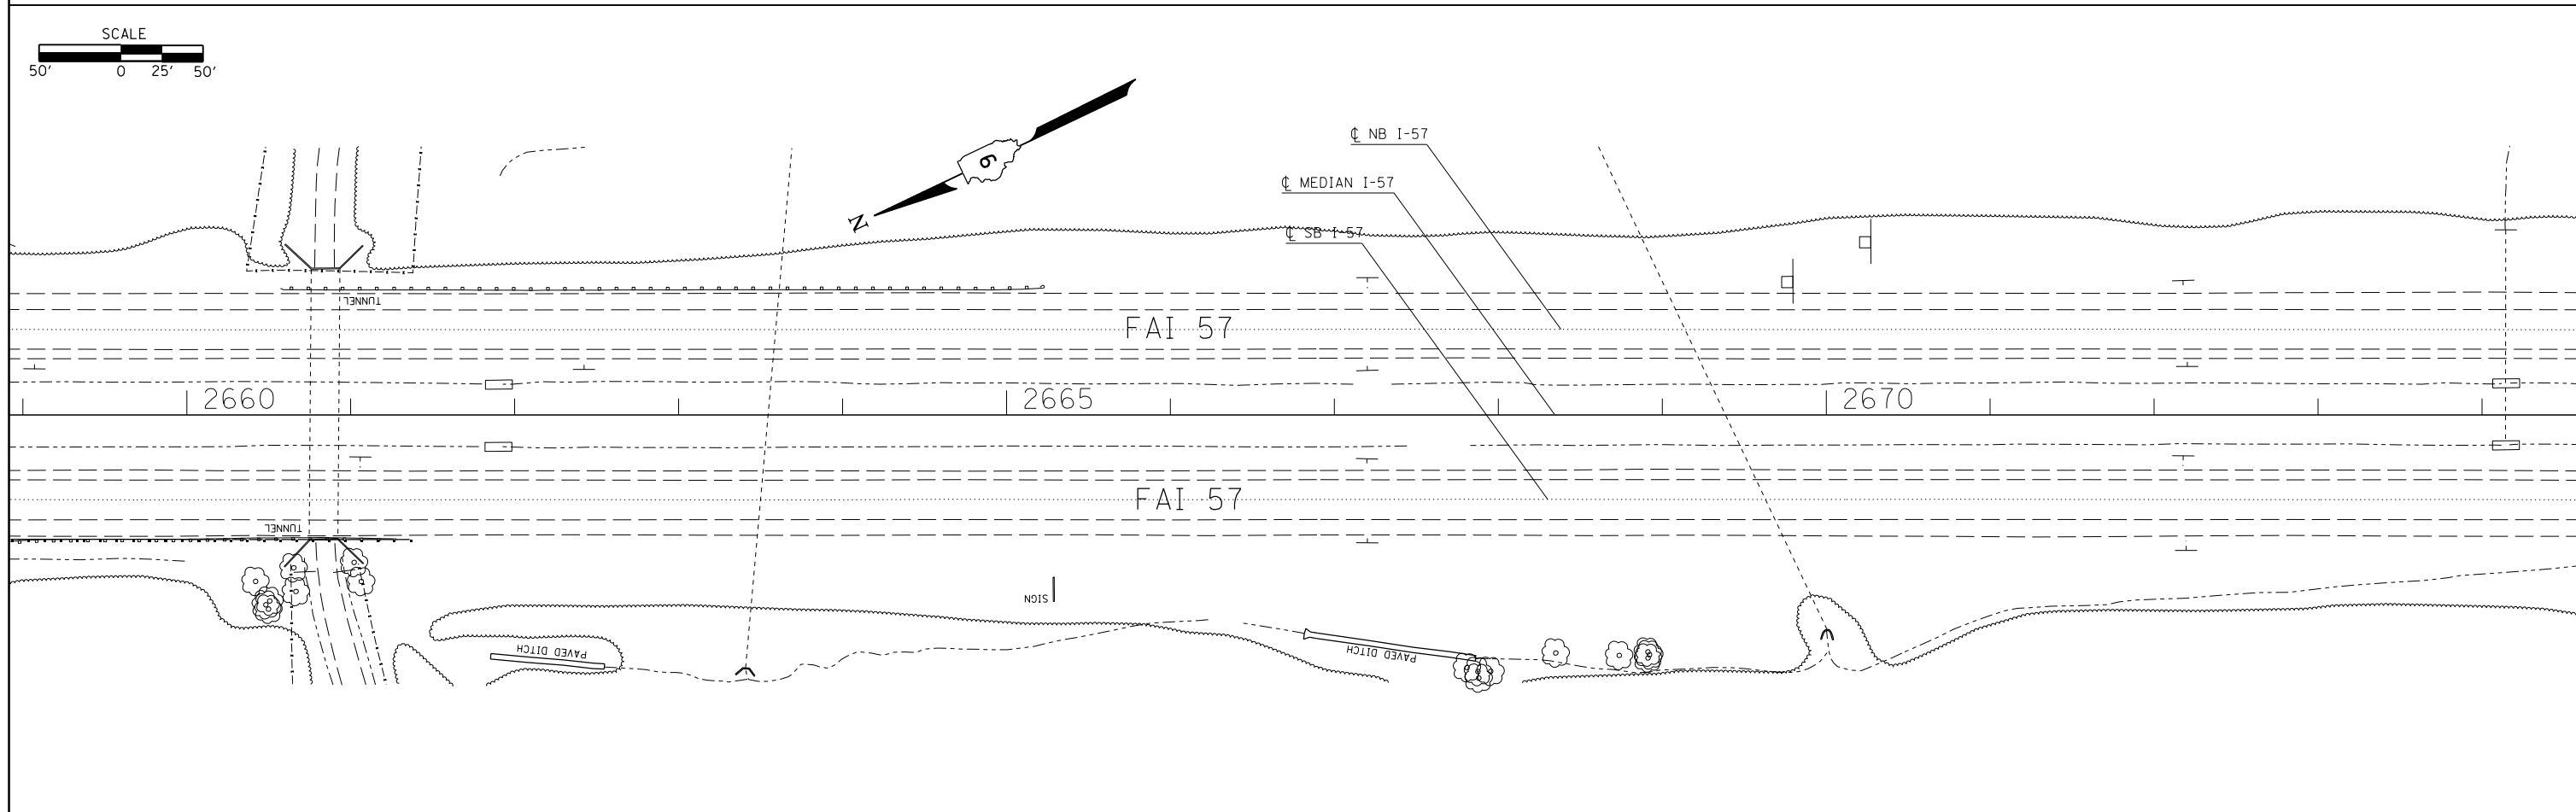 SCALE
50' 0 25' 50'
℄ NB I-57
6
℄ MEDIAN I-57
N
℄ SB I-57
TUNNEL
FAI 57
2660 2665 2670
FAI 57
TUNNEL
SIGN
PAVED DITCH
PAVED DITCH